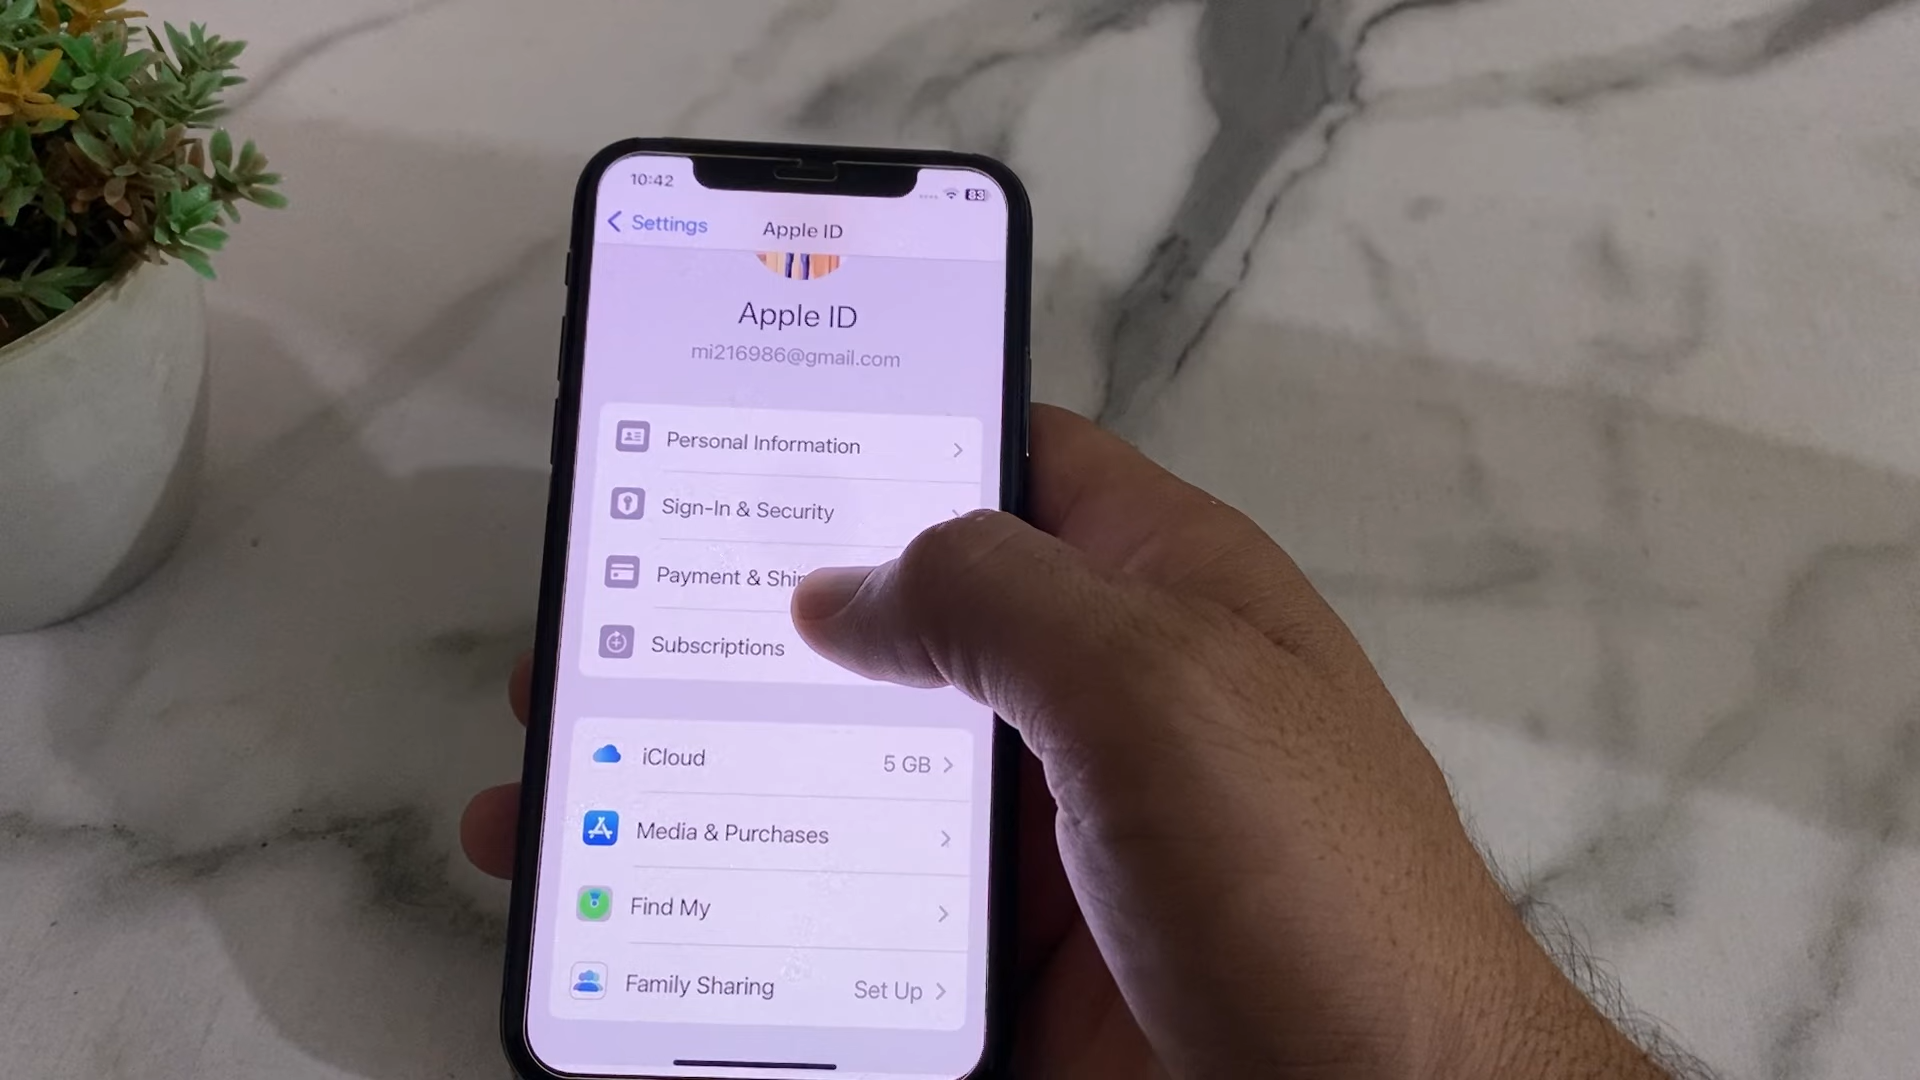 10:42
83
Settings
Apple ID
Apple ID
mi216986@gmail.com
Personal Information
Sign-In & Security
Payment &
Subscriptions
iCloud
5 GB
Media & Purchases
Find My
Family Sharing
Set Up